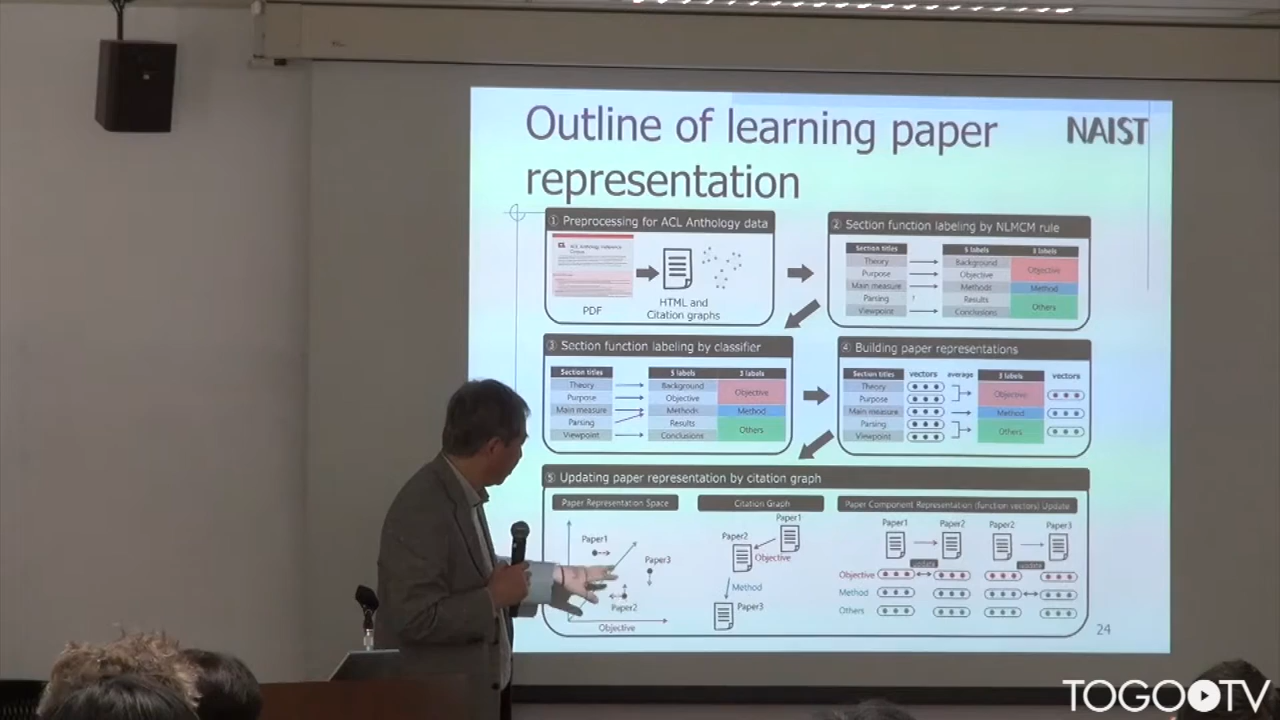 Outline of learning paper
representation
NAIST
① Preprocessing for ACL Anthology data
ACL Anthology Reference
Corpus
PDF
HTML and
Citation graphs
② Section function labeling by NLMCM rule
Section titles
5 labels
3 labels
Theory
Background
Objective
Purpose
Objective
Main measure
Methods
Method
Parsing
?
Results
Others
Viewpoint
Conclusions
③ Section function labeling by classifier
Section titles
5 labels
3 labels
Theory
Background
Objective
Purpose
Objective
Main measure
Methods
Method
Parsing
Results
Others
Viewpoint
Conclusions
④ Building paper representations
Section titles
vectors
average
3 labels
vectors
Theory
Objective
Purpose
Main measure
Method
Parsing
Others
Viewpoint
⑤ Updating paper representation by citation graph
Paper Representation Space
Paper1
Paper3
Paper2
Objective
Citation Graph
Paper1
Paper2
Objective
Method
Paper3
Paper Component Representation (function vectors) Update
Paper1
Paper2
Paper2
Paper3
update
update
Objective
Method
Others
24
TOGO TV